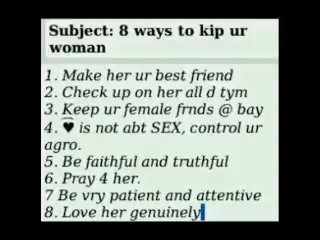 Subject: 8 ways to kip ur
woman
1. Make her ur best friend
2. Check up on her all d tym
3. Keep ur female frnds @ bay
4. ♥ is not abt SEX, control ur
agro.
5. Be faithful and truthful
6. Pray 4 her.
7 Be vry patient and attentive
8. Love her genuinely